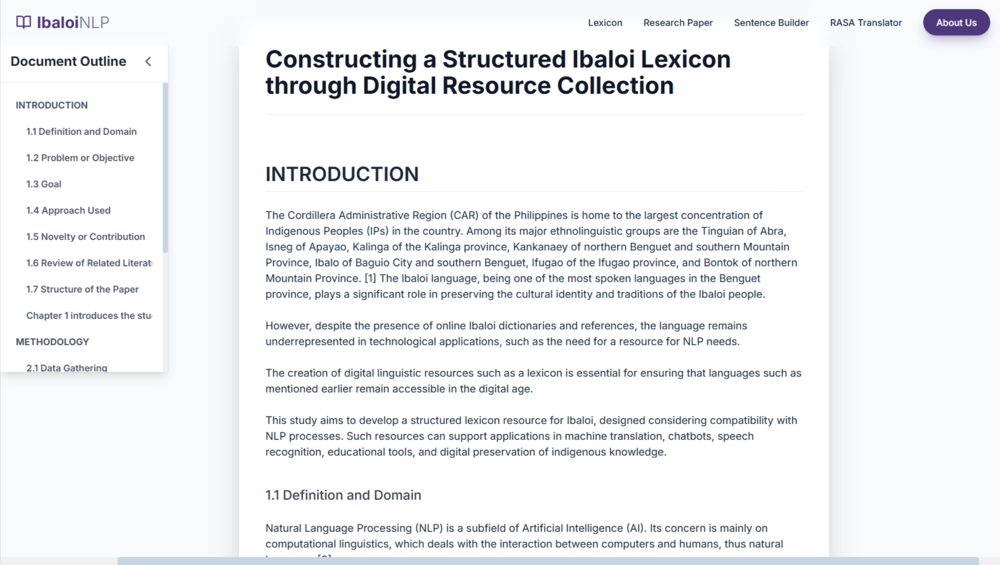 IbaloiNLP
Lexicon
Research Paper
Sentence Builder
RASA Translator
About Us
Document Outline
INTRODUCTION
1.1 Definition and Domain
1.2 Problem or Objective
1.3 Goal
1.4 Approach Used
1.5 Novelty or Contribution
1.6 Review of Related Literat
1.7 Structure of the Paper
Chapter 1 introduces the stu
METHODOLOGY
2.1 Data Gathering
Constructing a Structured Ibaloi Lexicon
through Digital Resource Collection
INTRODUCTION
The Cordillera Administrative Region (CAR) of the Philippines is home to the largest concentration of
Indigenous Peoples (IPs) in the country. Among its major ethnolinguistic groups are the Tinguian of Abra,
Isneg of Apayao, Kalinga of the Kalinga province, Kankanaey of northern Benguet and southern Mountain
Province, Ibalo of Baguio City and southern Benguet, Ifugao of the Ifugao province, and Bontok of northern
Mountain Province. [1] The Ibaloi language, being one of the most spoken languages in the Benguet
province, plays a significant role in preserving the cultural identity and traditions of the Ibaloi people.
However, despite the presence of online Ibaloi dictionaries and references, the language remains
underrepresented in technological applications, such as the need for a resource for NLP needs.
The creation of digital linguistic resources such as a lexicon is essential for ensuring that languages such as
mentioned earlier remain accessible in the digital age.
This study aims to develop a structured lexicon resource for Ibaloi, designed considering compatibility with
NLP processes. Such resources can support applications in machine translation, chatbots, speech
recognition, educational tools, and digital preservation of indigenous knowledge.
1.1 Definition and Domain
Natural Language Processing (NLP) is a subfield of Artificial Intelligence (AI). Its concern is mainly on
computational linguistics, which deals with the interaction between computers and humans, thus natural